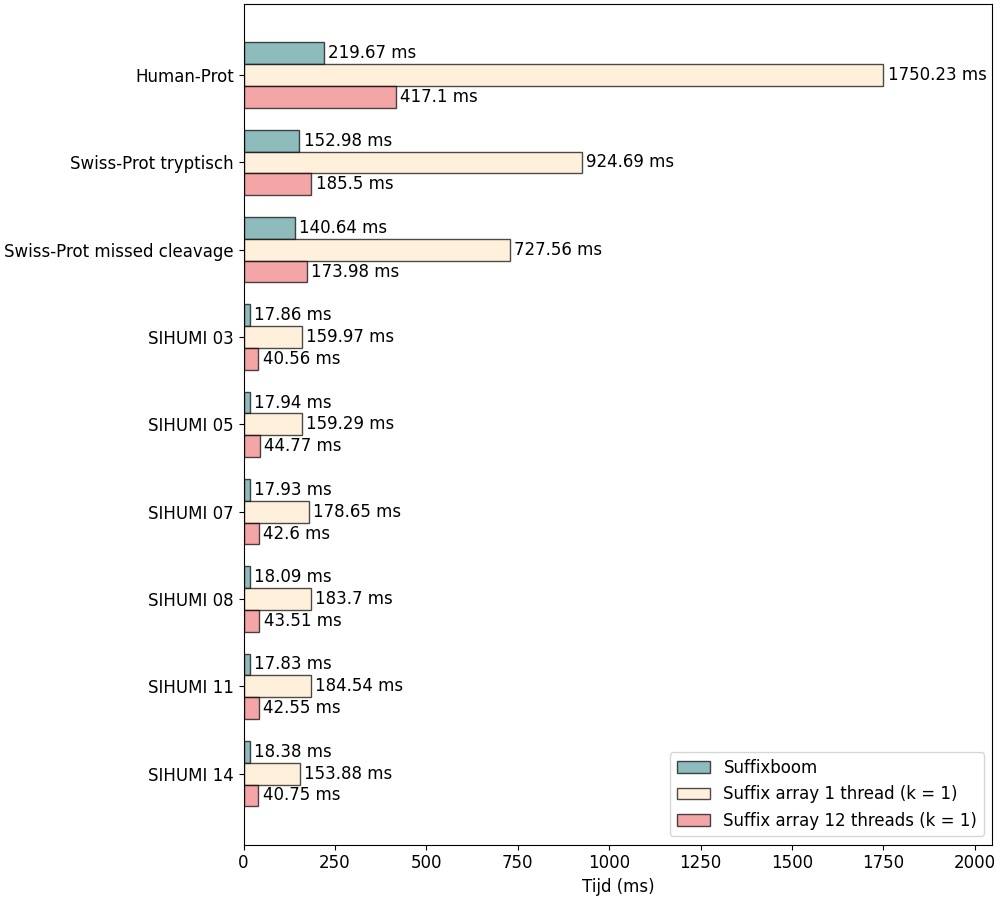 219.67 ms
Human-Prot
1750.23 ms
417.1 ms
152.98 ms
Swiss-Prot tryptisch
924.69 ms
185.5 ms
140.64 ms
Swiss-Prot missed cleavage
727.56 ms
173.98 ms
17.86 ms
SIHUMI 03
159.97 ms
40.56 ms
17.94 ms
SIHUMI 05
159.29 ms
44.77 ms
17.93 ms
SIHUMI 07
178.65 ms
42.6 ms
18.09 ms
SIHUMI 08
183.7 ms
43.51 ms
17.83 ms
SIHUMI 11
184.54 ms
42.55 ms
18.38 ms
SIHUMI 14
153.88 ms
40.75 ms
Suffixboom
Suffix array 1 thread (k = 1)
Suffix array 12 threads (k = 1)
0 250 500 750 1000 1250 1500 1750 2000
Tijd (ms)